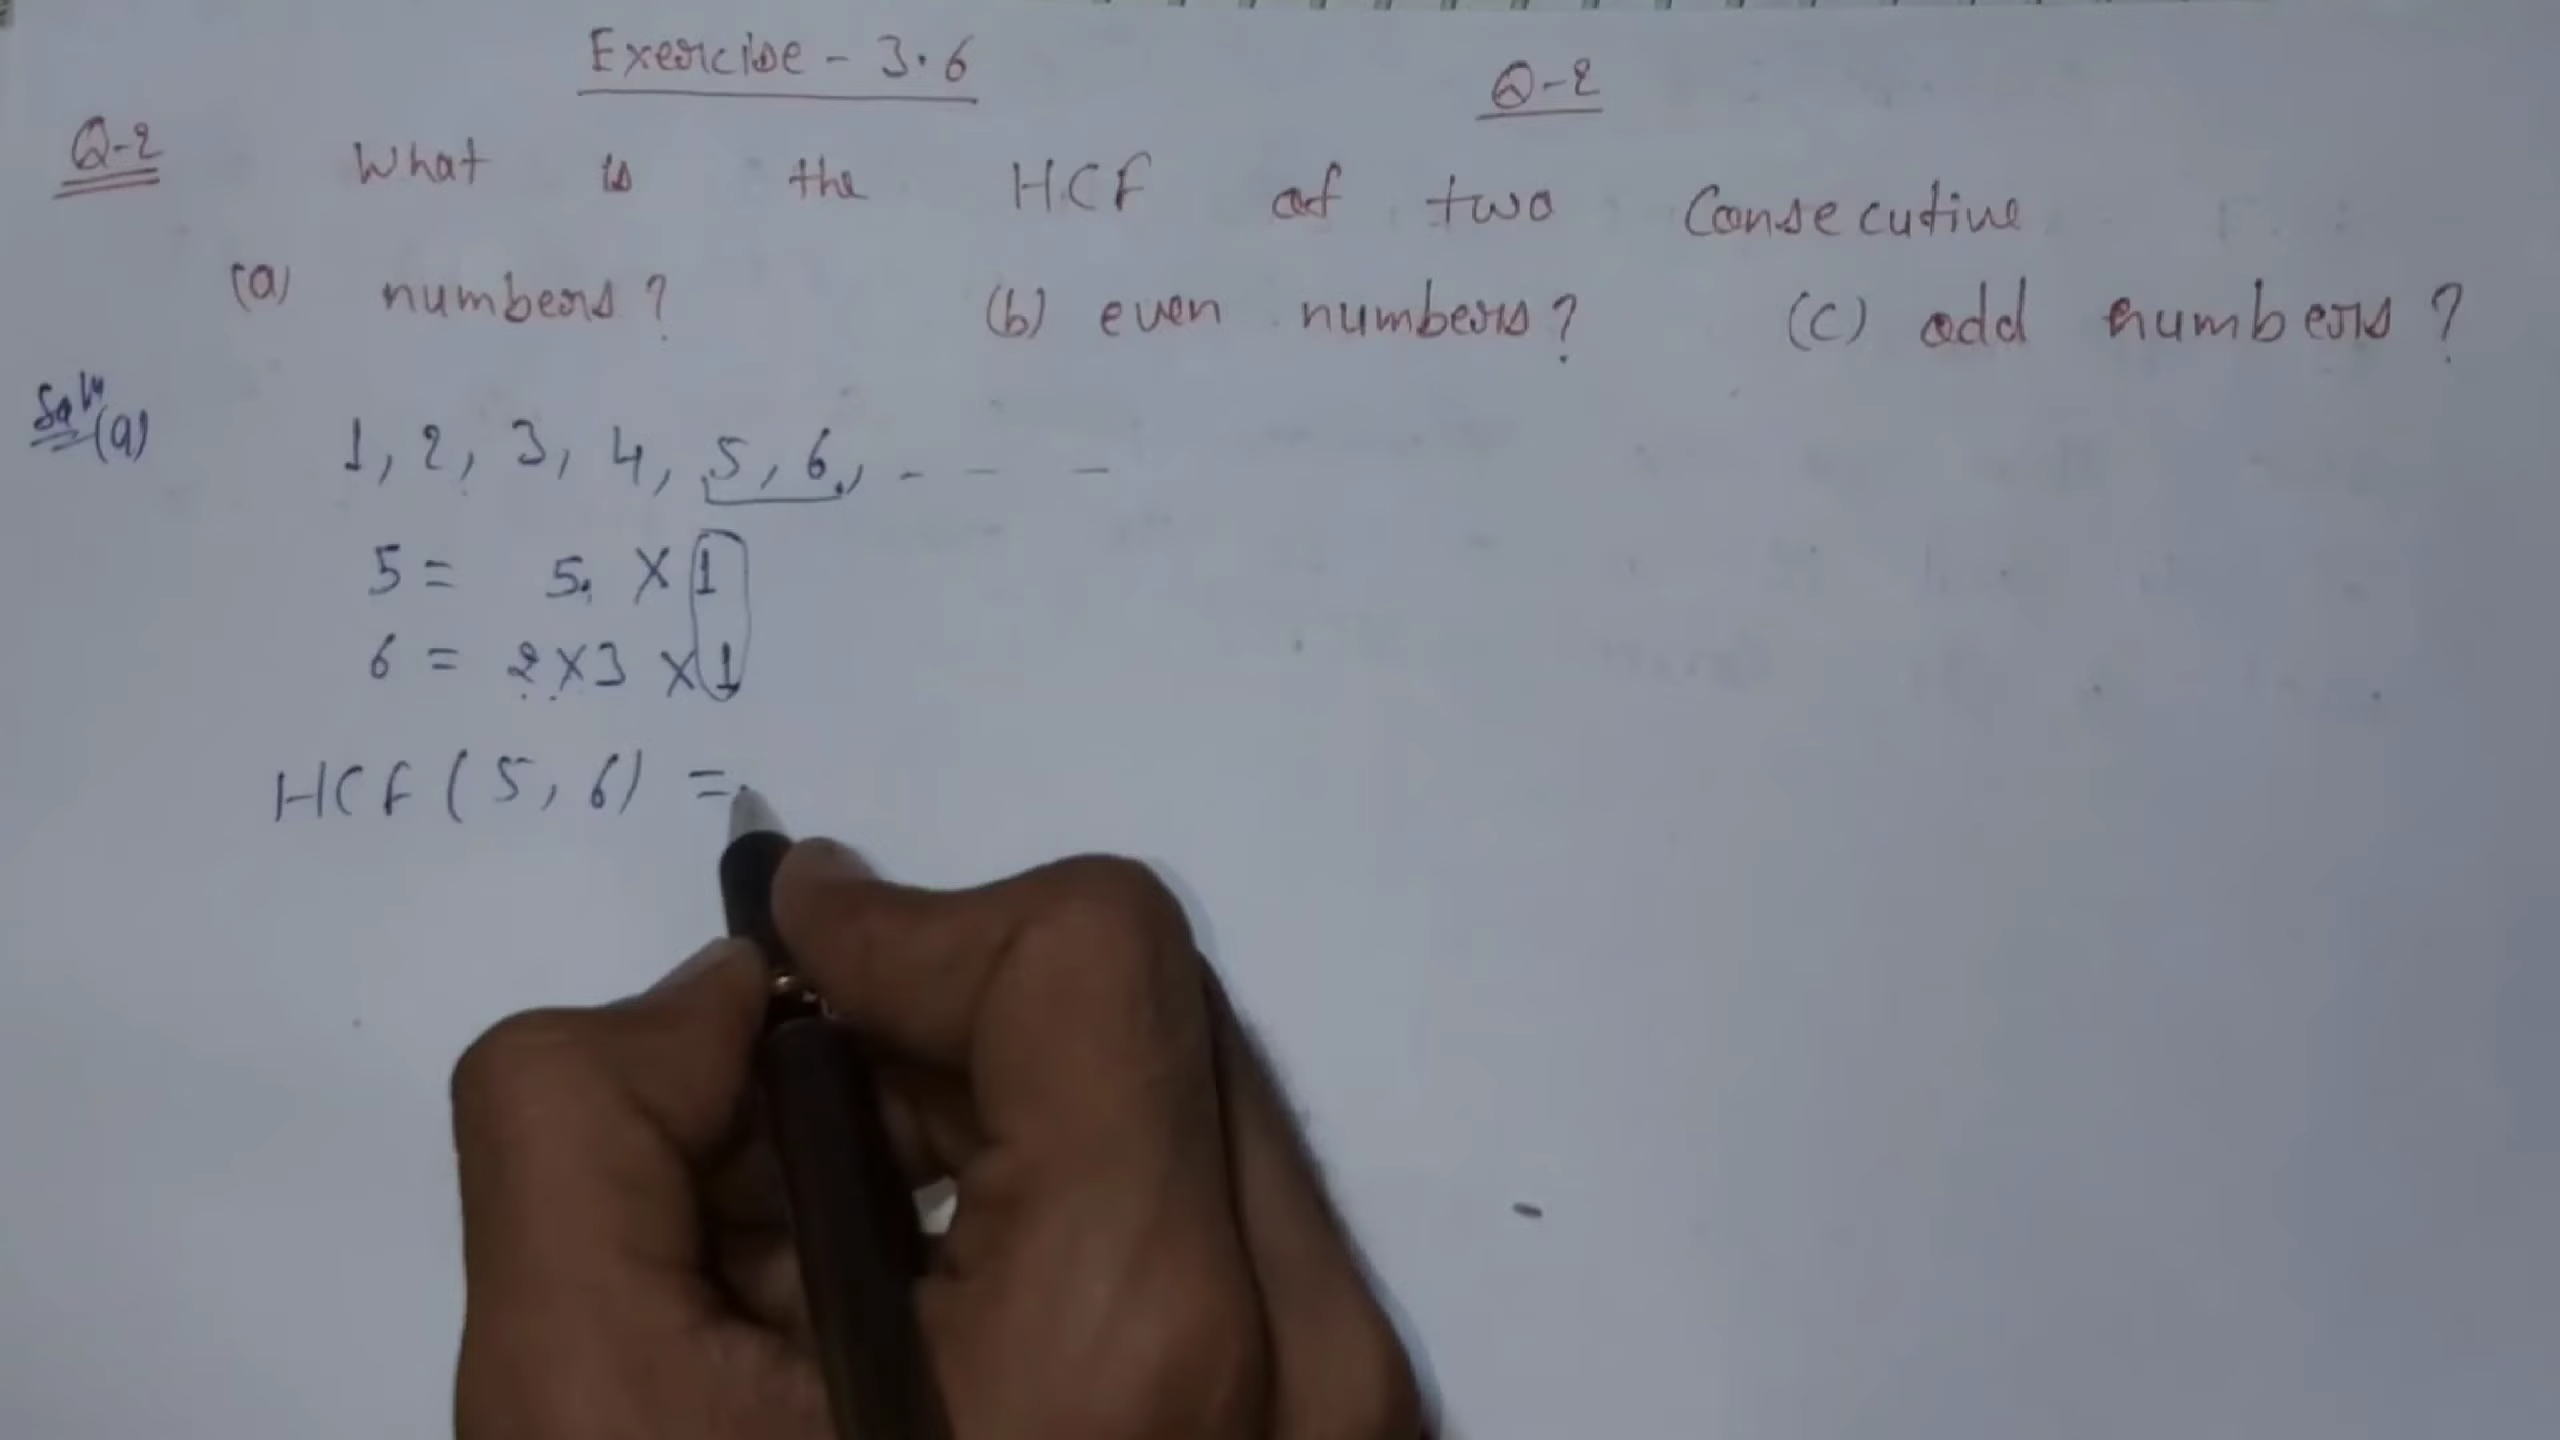 Exercise - 3.6
Q-2
Q-2 What is the HCF of two Consecutive
(a) numbers? (b) even numbers? (c) odd numbers?
Solⁿ(a) 1, 2, 3, 4, 5, 6, - - -
5 = 5 × 1
6 = 2×3 ×1
HCF (5, 6) =